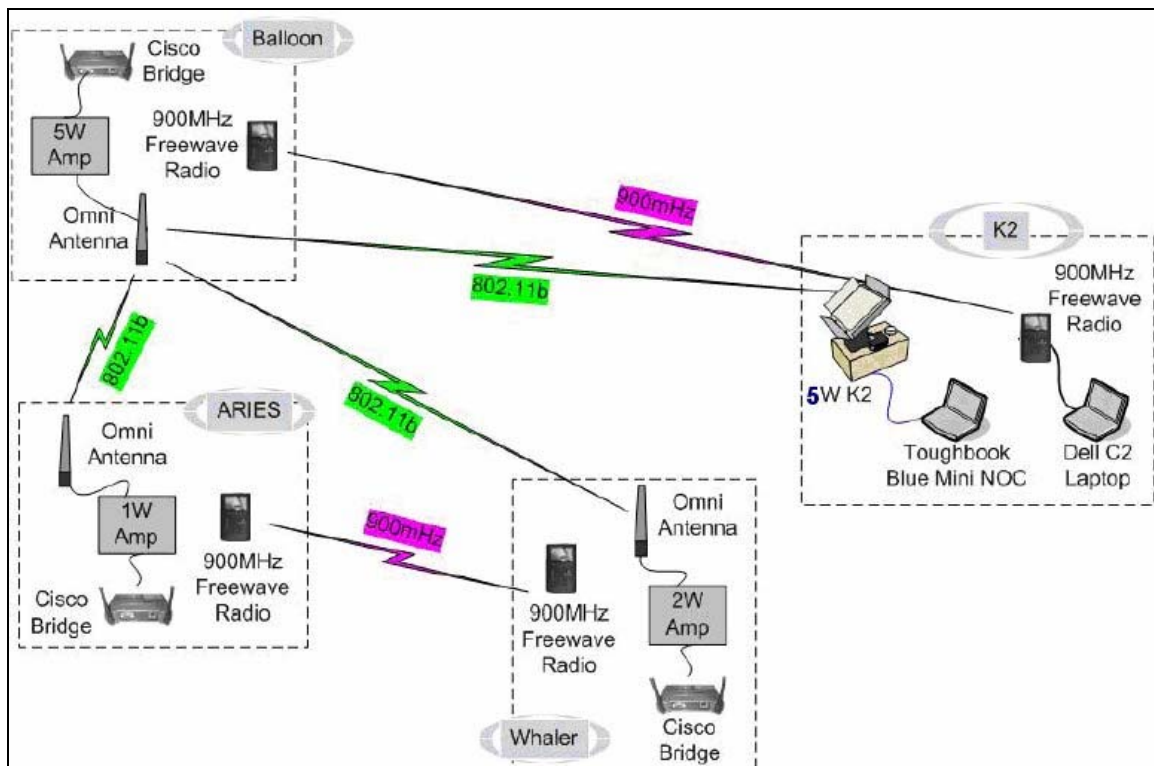 Balloon
Cisco
Bridge
5W
Amp
900MHz
Freewave
Radio
Omni
Antenna
900mHz
802.11b
802.11b
802.11b
K2
900MHz
Freewave
Radio
5W K2
Toughbook
Blue Mini NOC
Dell C2
Laptop
ARIES
Omni
Antenna
1W
Amp
900MHz
Freewave
Radio
Cisco
Bridge
900mHz
Omni
Antenna
900MHz
Freewave
Radio
2W
Amp
Cisco
Bridge
Whaler